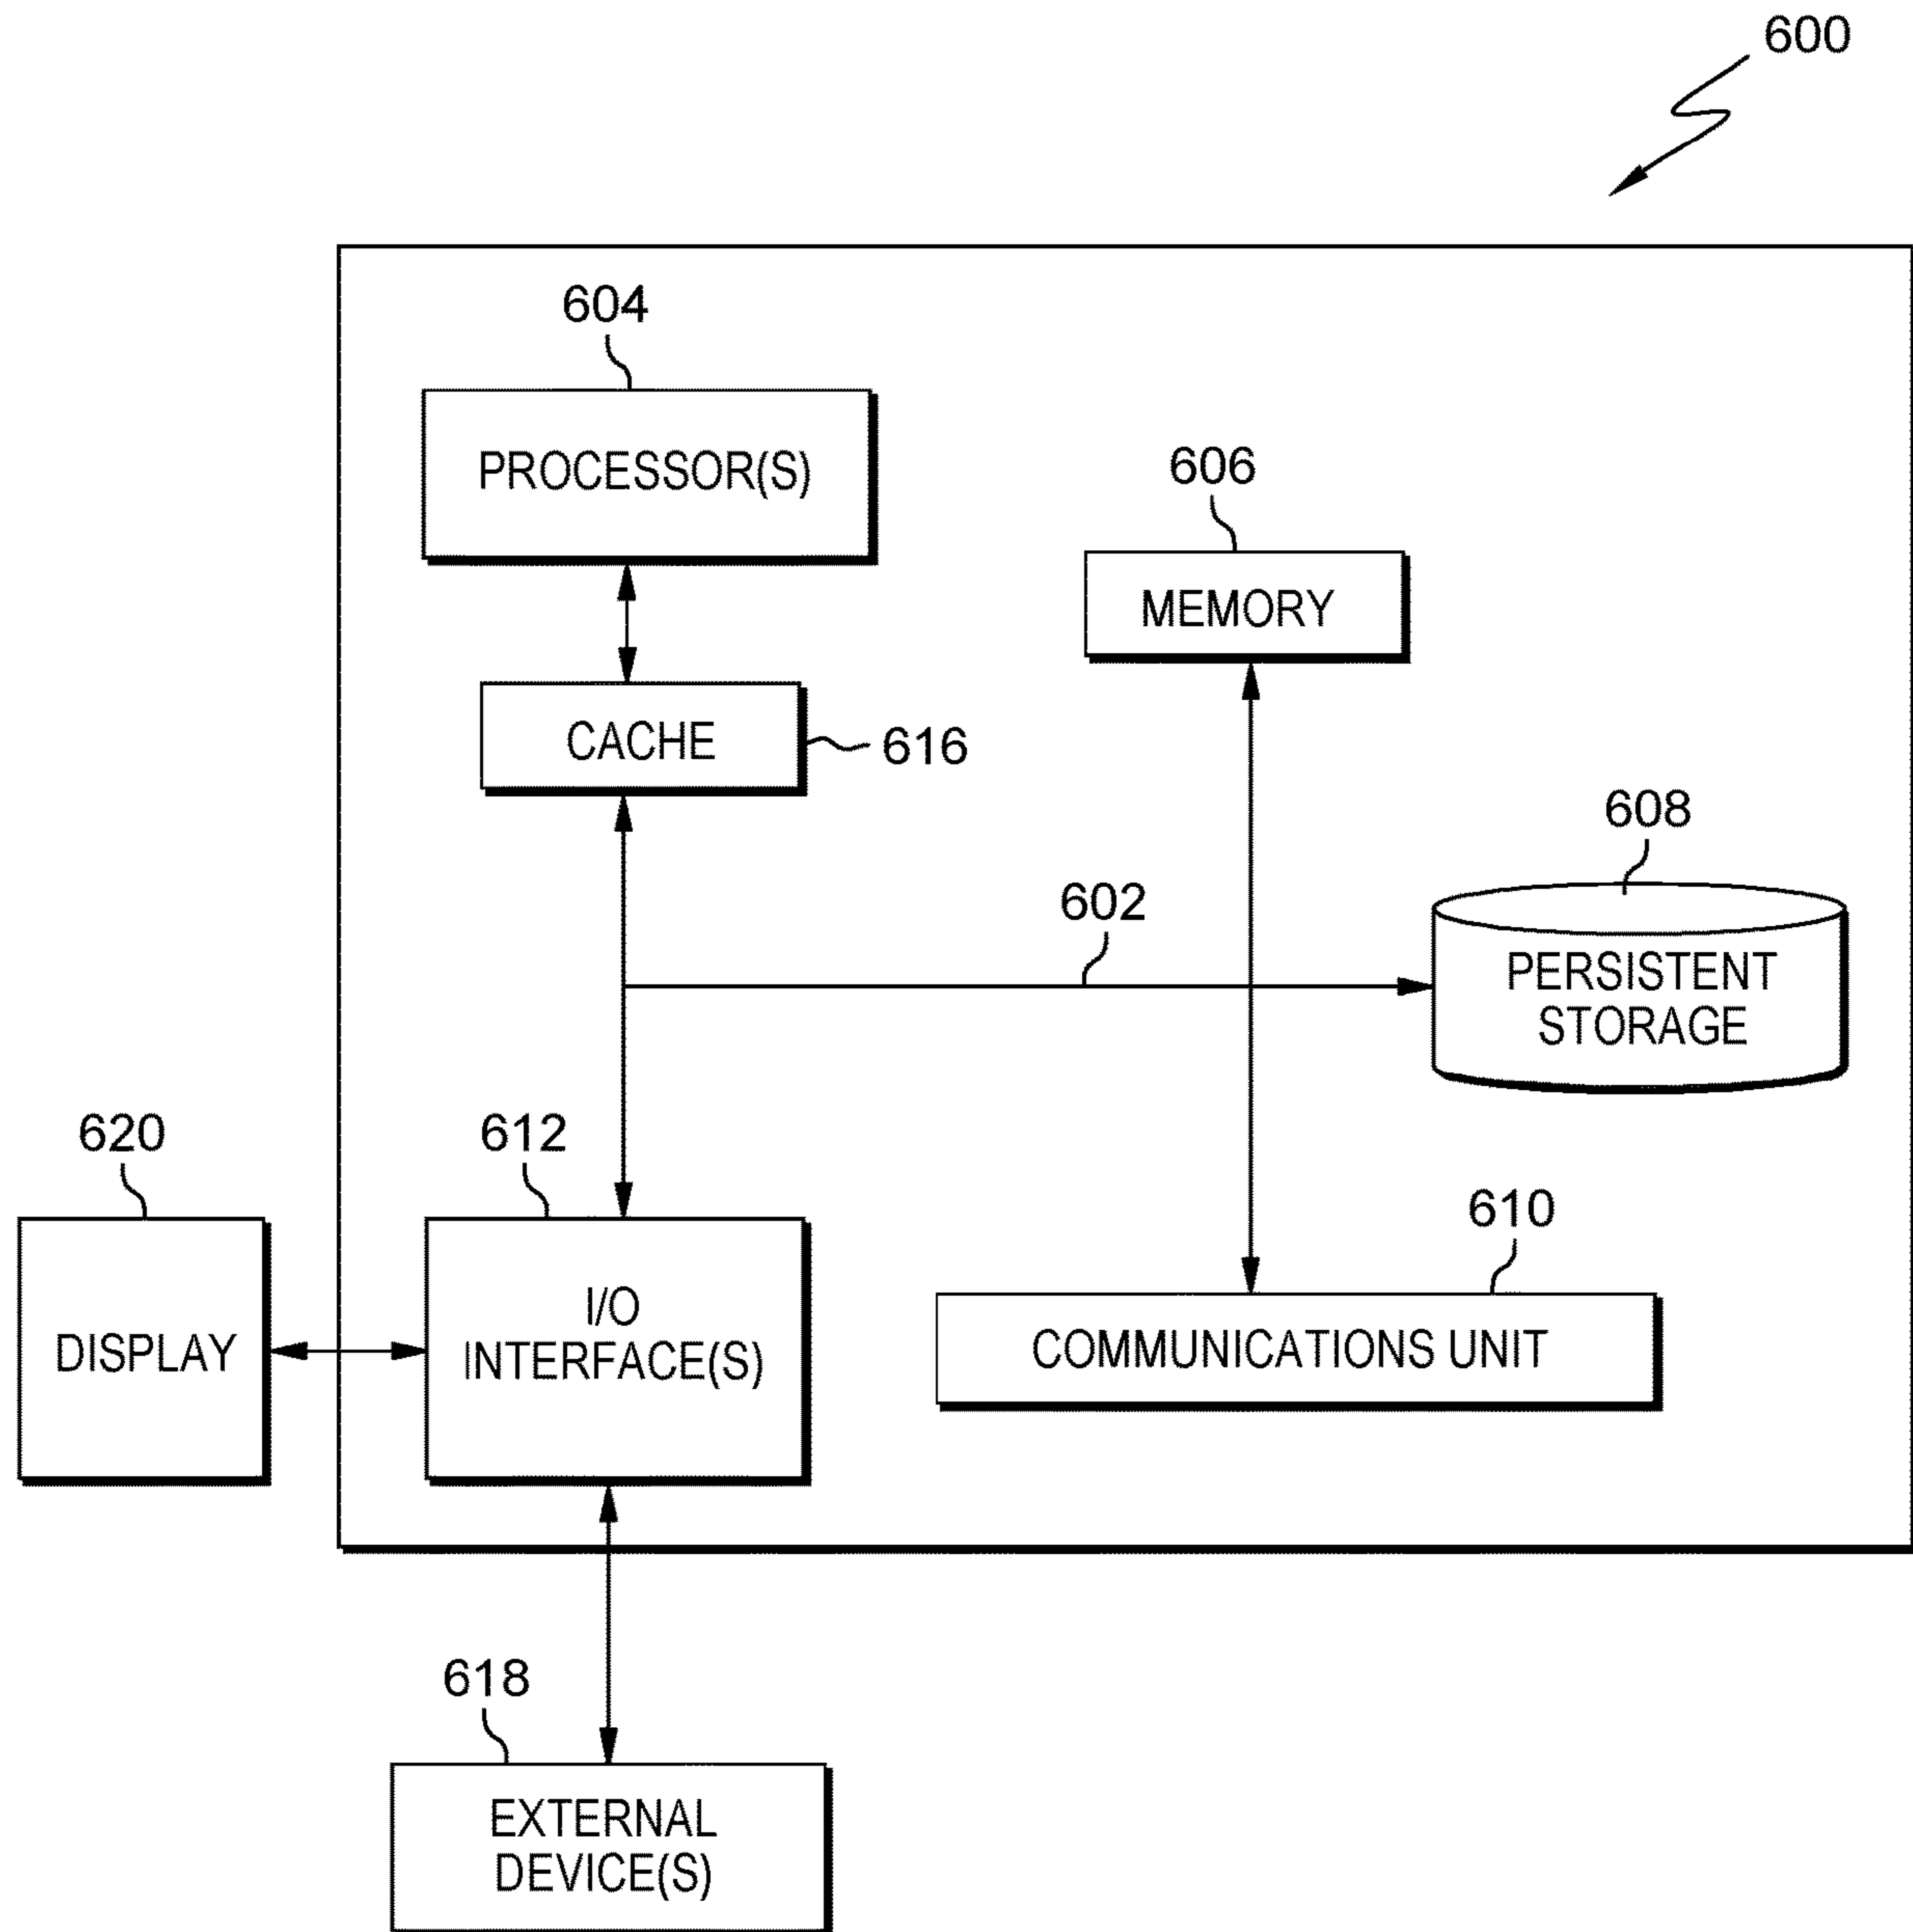 600
604
PROCESSOR(S)
606
MEMORY
CACHE
616
608
602
PERSISTENT
STORAGE
620
612
610
DISPLAY
I/O
INTERFACE(S)
COMMUNICATIONS UNIT
618
EXTERNAL
DEVICE(S)